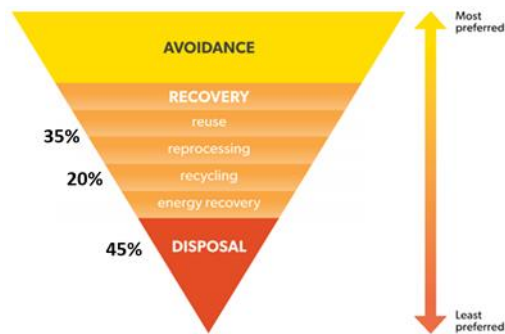 Most
preferred
AVOIDANCE
RECOVERY
reuse
35%
reprocessing
20%
recycling
energy recovery
45%
DISPOSAL
Least
preferred